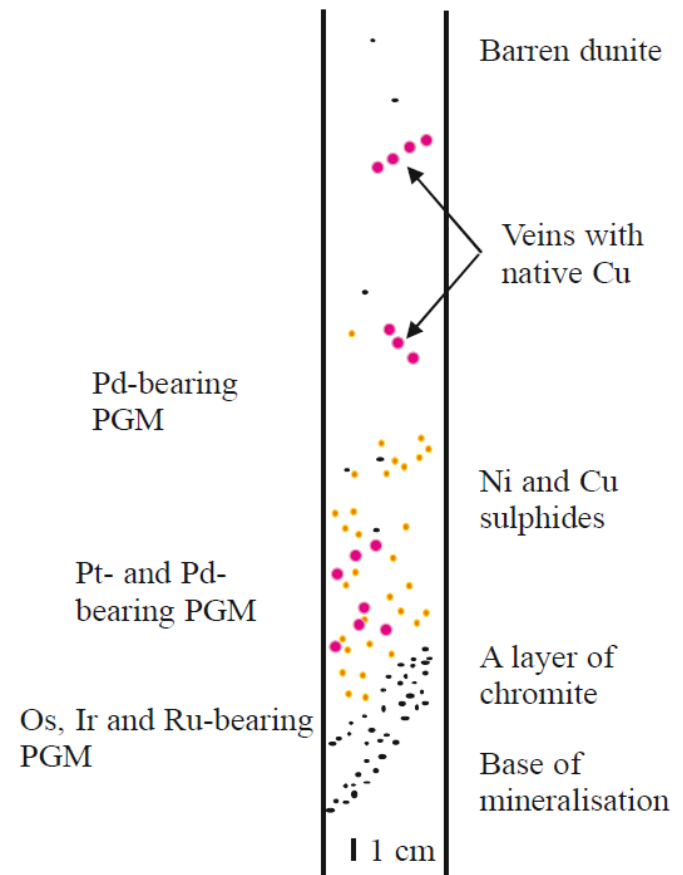 Barren dunite
Veins with
native Cu
Pd-bearing
PGM
Ni and Cu
sulphides
Pt- and Pd-
bearing PGM
A layer of
chromite
Os, Ir and Ru-bearing
PGM
Base of
mineralisation
1 cm